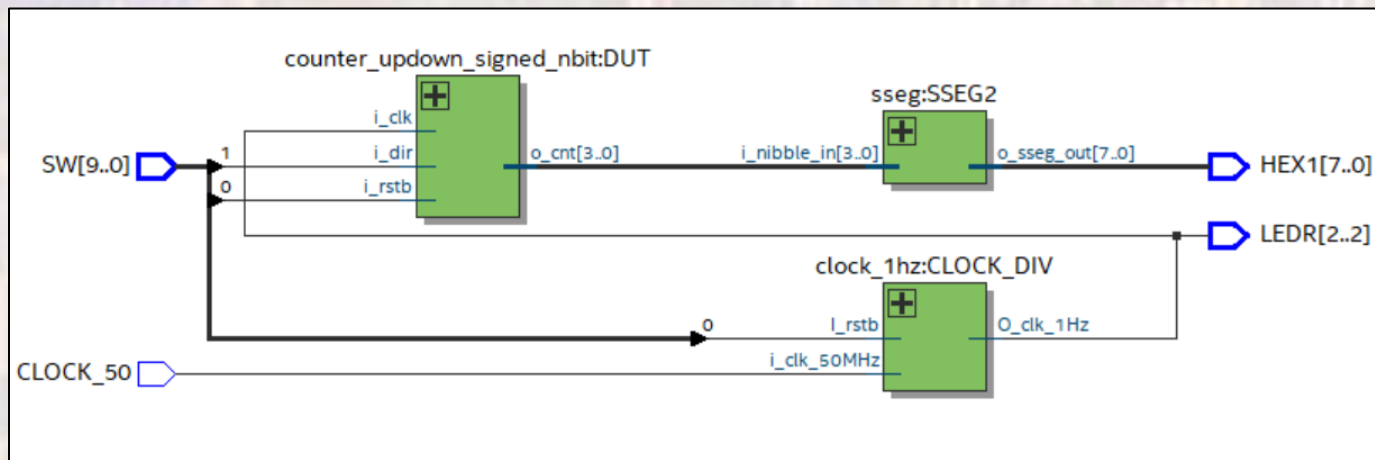 counter_updown_signed_nbit:DUT
sseg:SSEG2
i_clk
SW[9..0]
1
i_dir
o_cnt[3..0]
i_nibble_in[3..0]
o_sseg_out[7..0]
HEX1[7..0]
0
i_rstb
LEDR[2..2]
clock_1hz:CLOCK_DIV
0
I_rstb
O_clk_1Hz
CLOCK_50
i_clk_50MHz